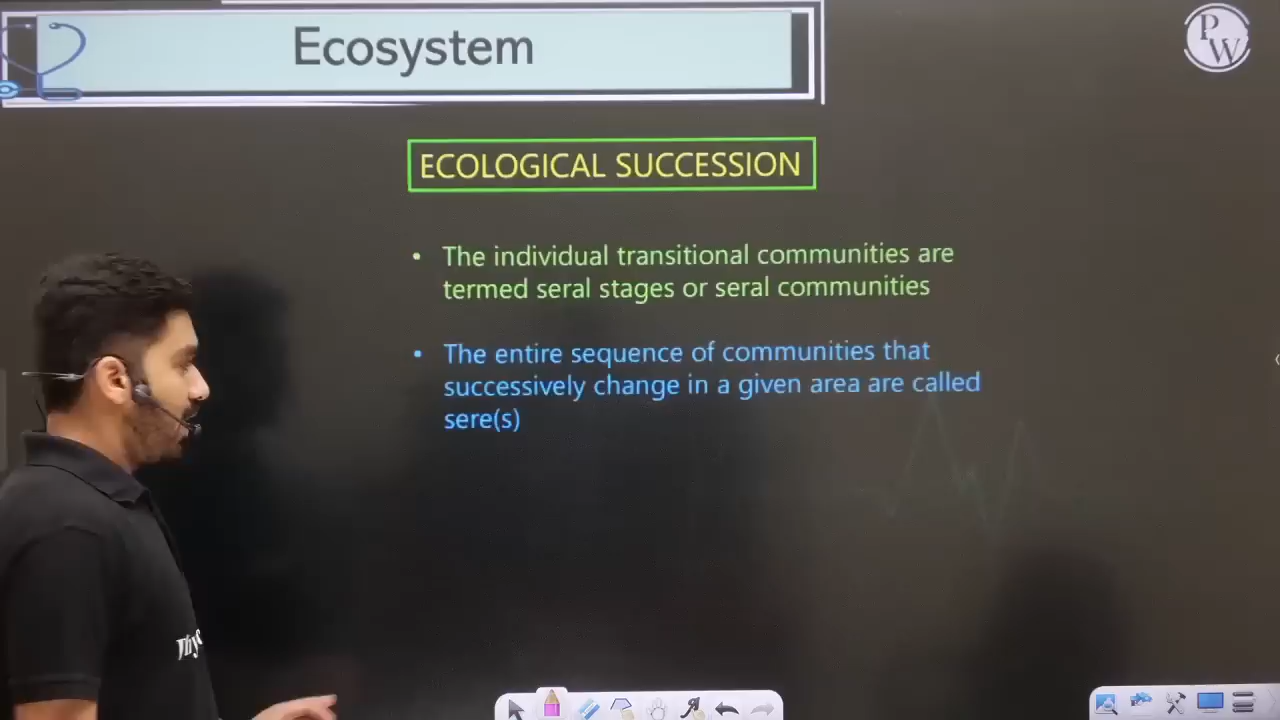 Ecosystem
PW
ECOLOGICAL SUCCESSION
• The individual transitional communities are
termed seral stages or seral communities
• The entire sequence of communities that
successively change in a given area are called
sere(s)